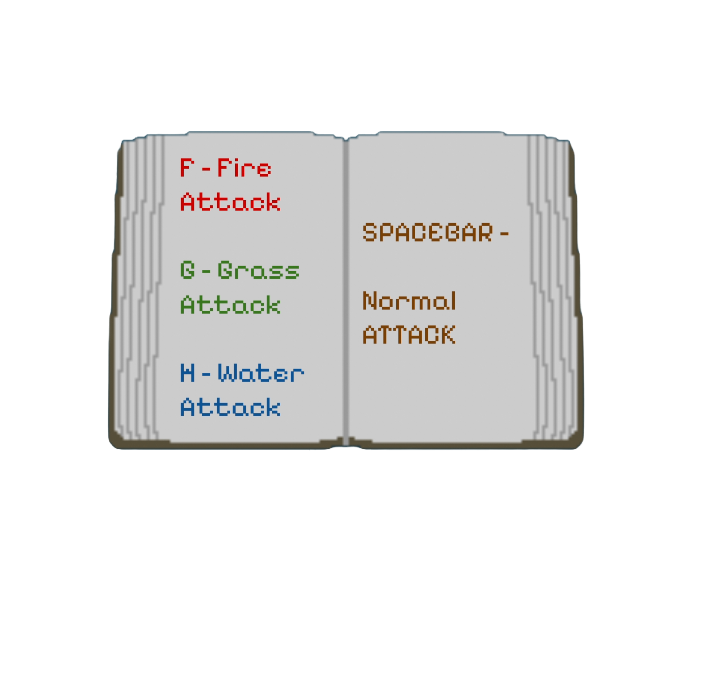 F - Fire
Attack
G - Grass
Attack
H - Water
Attack
SPACEBAR -
Normal
ATTACK